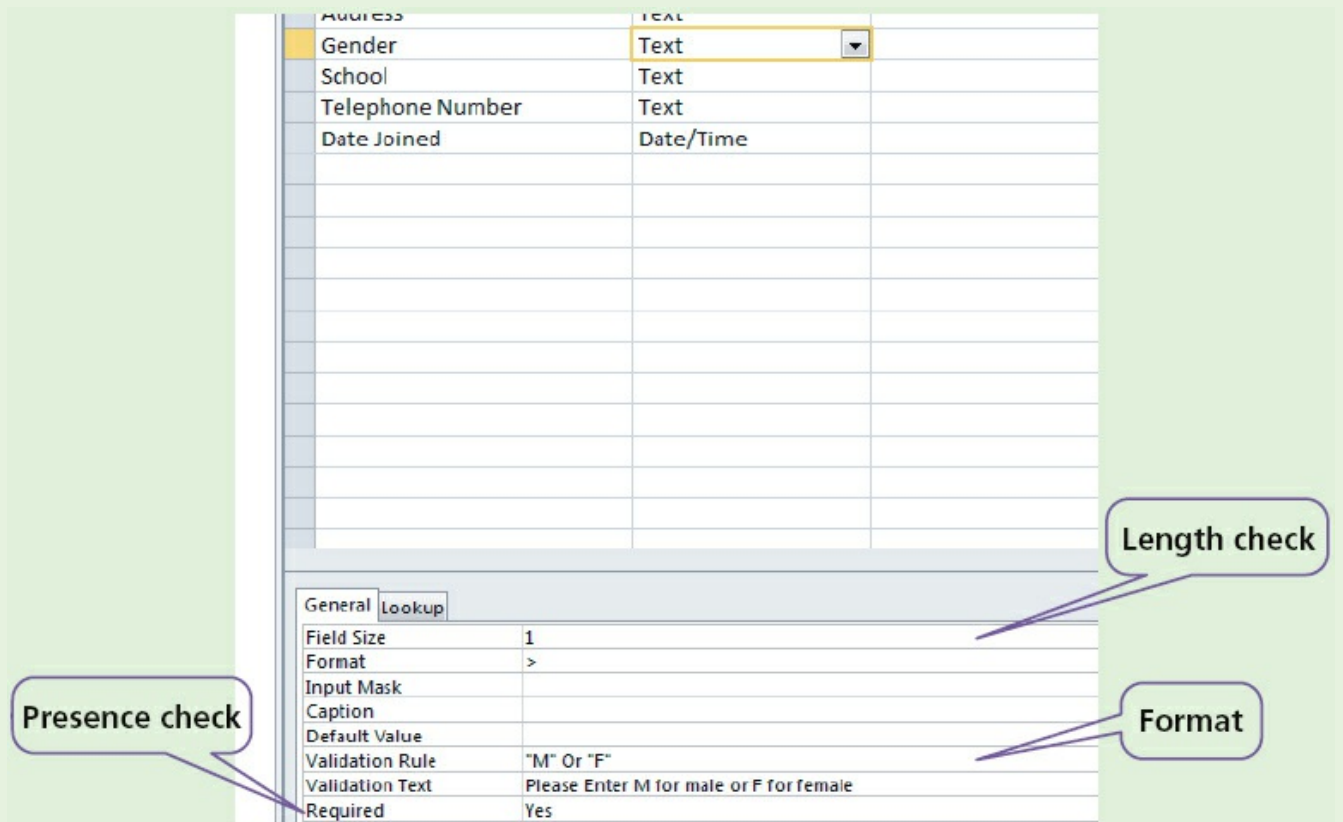 Address Text
Gender Text
School Text
Telephone Number Text
Date Joined Date/Time
Length check
General Lookup
Field Size 1
Format >
Input Mask
Presence check
Caption
Format
Default Value
Validation Rule "M" Or "F"
Validation Text Please Enter M for male or F for female
Required Yes